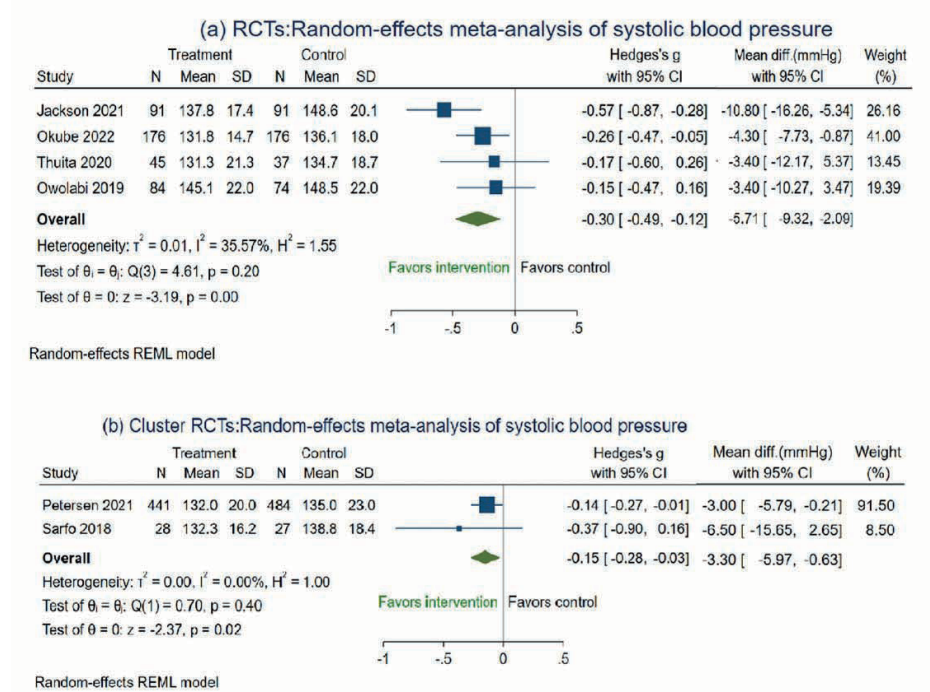 (a) RCTs:Random-effects meta-analysis of systolic blood pressure
Treatment Control Hedges's g Mean diff.(mmHg) Weight
Study N Mean SD N Mean SD with 95% CI with 95% CI (%)
Jackson 2021 91 137.8 17.4 91 148.6 20.1 -0.57 [ -0.87, -0.28] -10.80 [ -16.26, -5.34] 26.16
Okube 2022 176 131.8 14.7 176 136.1 18.0 -0.26 [ -0.47, -0.05] -4.30 [ -7.73, -0.87] 41.00
Thuita 2020 45 131.3 21.3 37 134.7 18.7 -0.17 [ -0.60, 0.26] -3.40 [ -12.17, 5.37] 13.45
Owolabi 2019 84 145.1 22.0 74 148.5 22.0 -0.15 [ -0.47, 0.16] -3.40 [ -10.27, 3.47] 19.39
Overall -0.30 [ -0.49, -0.12] -5.71 [ -9.32, -2.09]
Heterogeneity: τ² = 0.01, I² = 35.57%, H² = 1.55
Test of θᵢ = θⱼ: Q(3) = 4.61, p = 0.20 Favors intervention Favors control
Test of θ = 0: z = -3.19, p = 0.00
-1 -.5 0 .5
Random-effects REML model
(b) Cluster RCTs:Random-effects meta-analysis of systolic blood pressure
Treatment Control Hedges's g Mean diff.(mmHg) Weight
Study N Mean SD N Mean SD with 95% CI with 95% CI (%)
Petersen 2021 441 132.0 20.0 484 135.0 23.0 -0.14 [ -0.27, -0.01] -3.00 [ -5.79, -0.21] 91.50
Sarfo 2018 28 132.3 16.2 27 138.8 18.4 -0.37 [ -0.90, 0.16] -6.50 [ -15.65, 2.65] 8.50
Overall -0.15 [ -0.28, -0.03] -3.30 [ -5.97, -0.63]
Heterogeneity: τ² = 0.00, I² = 0.00%, H² = 1.00
Test of θᵢ = θⱼ: Q(1) = 0.70, p = 0.40 Favors intervention Favors control
Test of θ = 0: z = -2.37, p = 0.02
-1 -.5 0 .5
Random-effects REML model